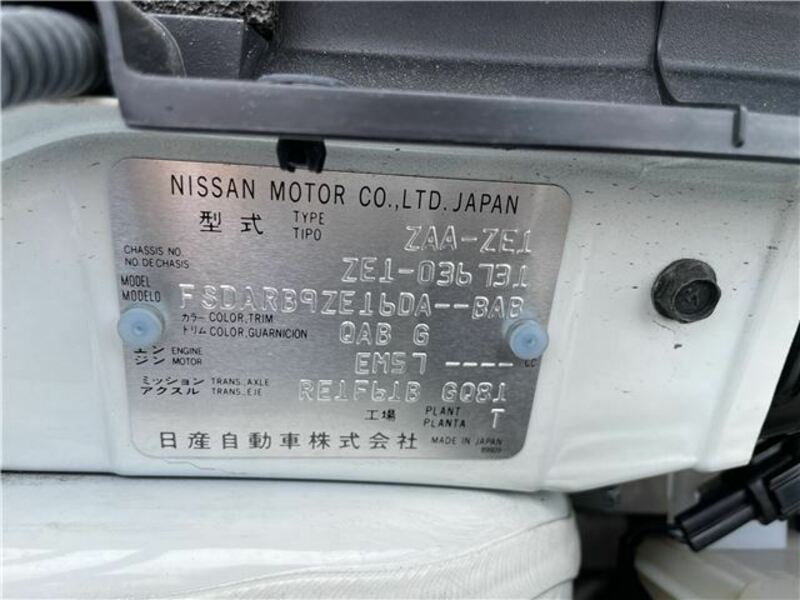 NISSAN MOTOR CO.,LTD. JAPAN
型式 TYPE TIPO ZAA-ZE1
CHASSIS NO. NO.DE CHASIS ZE1-036731
MODEL MODELO FSDARB9ZE16DA--BAB
カラー COLOR,TRIM
トリム COLOR,GUARNICION QAB G
エンジン ENGINE MOTOR EM57 ---- CC
ミッション TRANS.AXLE
アクスル TRANS.EJE RE1F61B GQ81
工場 PLANT PLANTA T
日産自動車株式会社 MADE IN JAPAN